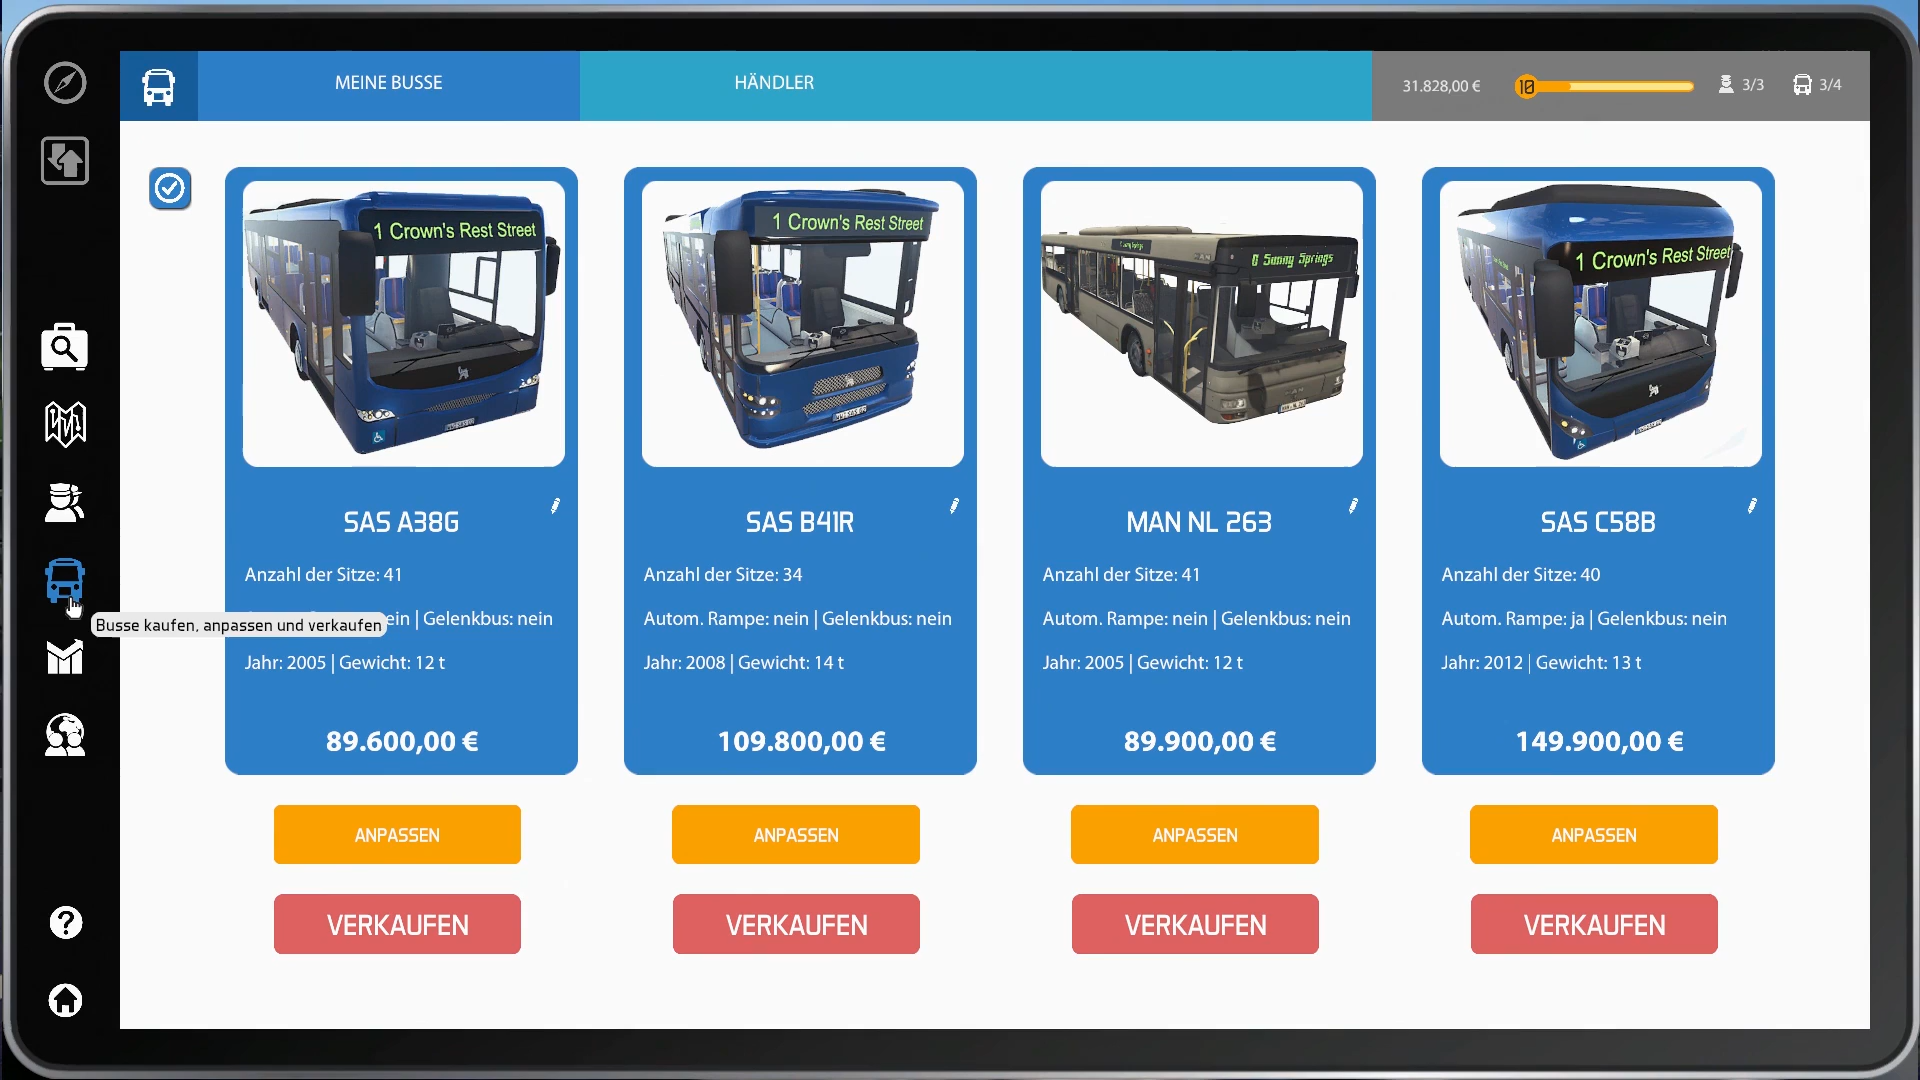 MEINE BUSSE
HÄNDLER
31.828,00 €
10
3/3
3/4
1 Crown's Rest Street
1 Crown's Rest Street
Sunny Springs
1 Crown's Rest Street
SAS A38G
Anzahl der Sitze: 41
ein | Gelenkbus: nein
Jahr: 2005 | Gewicht: 12 t
89.600,00 €
ANPASSEN
VERKAUFEN
SAS B41R
Anzahl der Sitze: 34
Autom. Rampe: nein | Gelenkbus: nein
Jahr: 2008 | Gewicht: 14 t
109.800,00 €
ANPASSEN
VERKAUFEN
MAN NL 263
Anzahl der Sitze: 41
Autom. Rampe: nein | Gelenkbus: nein
Jahr: 2005 | Gewicht: 12 t
89.900,00 €
ANPASSEN
VERKAUFEN
SAS C58B
Anzahl der Sitze: 40
Autom. Rampe: ja | Gelenkbus: nein
Jahr: 2012 | Gewicht: 13 t
149.900,00 €
ANPASSEN
VERKAUFEN
Busse kaufen, anpassen und verkaufen